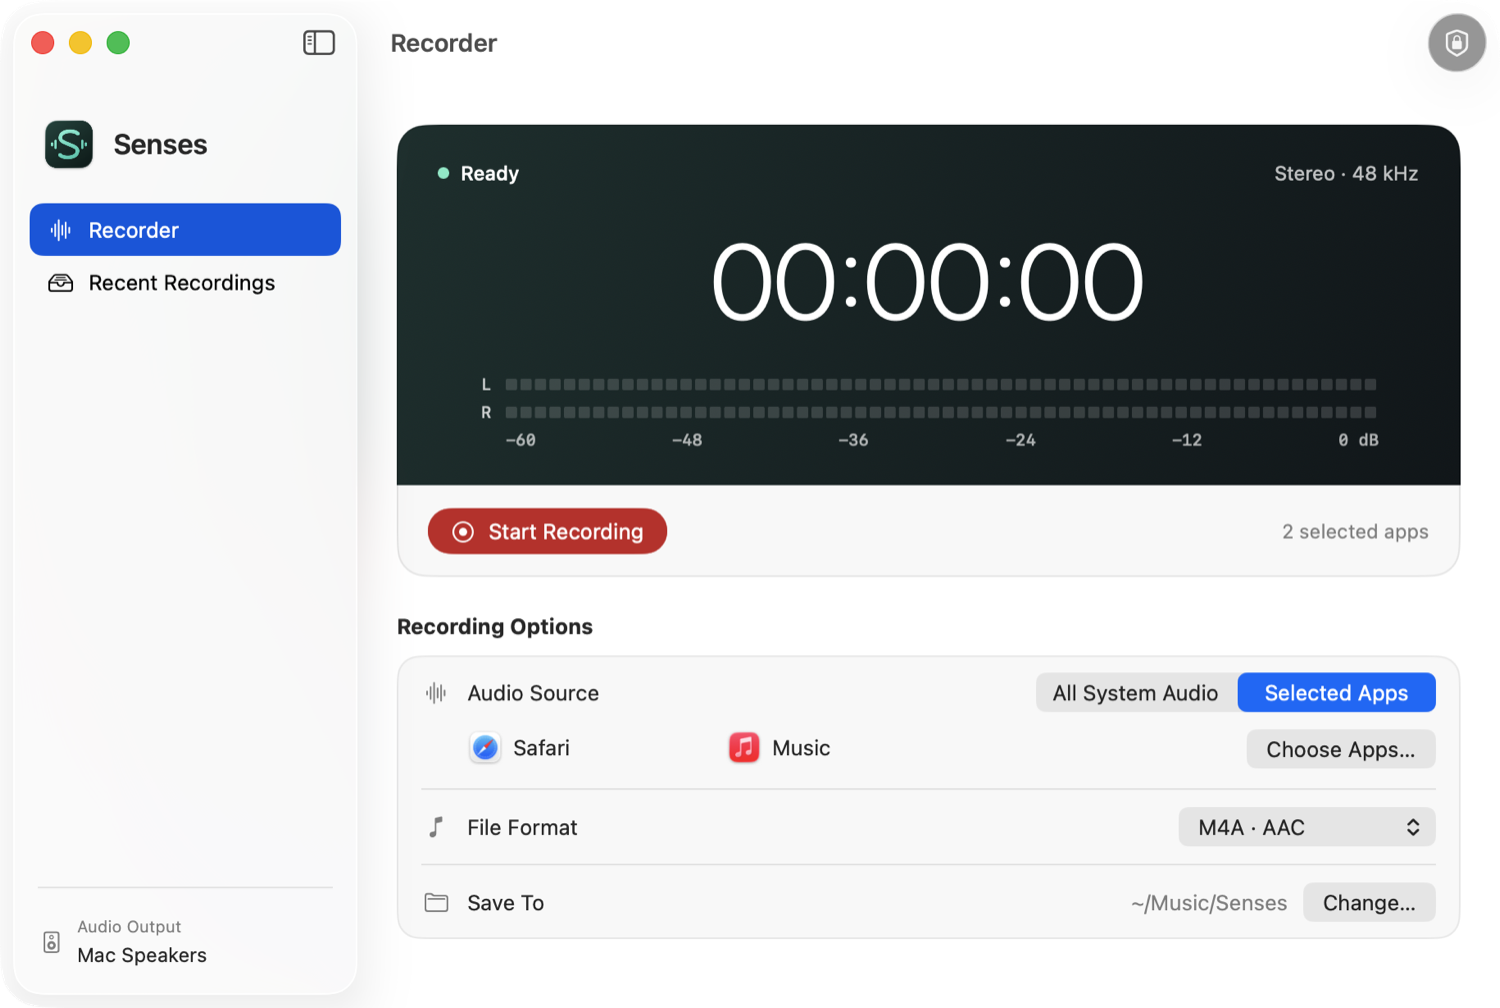 Recorder
Senses
Recorder
Recent Recordings
Audio Output
Mac Speakers
Ready
Stereo · 48 kHz
00:00:00
L
R
−60 −48 −36 −24 −12 0 dB
Start Recording
2 selected apps
Recording Options
Audio Source
All System Audio
Selected Apps
Safari
Music
Choose Apps...
File Format
M4A · AAC
Save To
~/Music/Senses
Change...